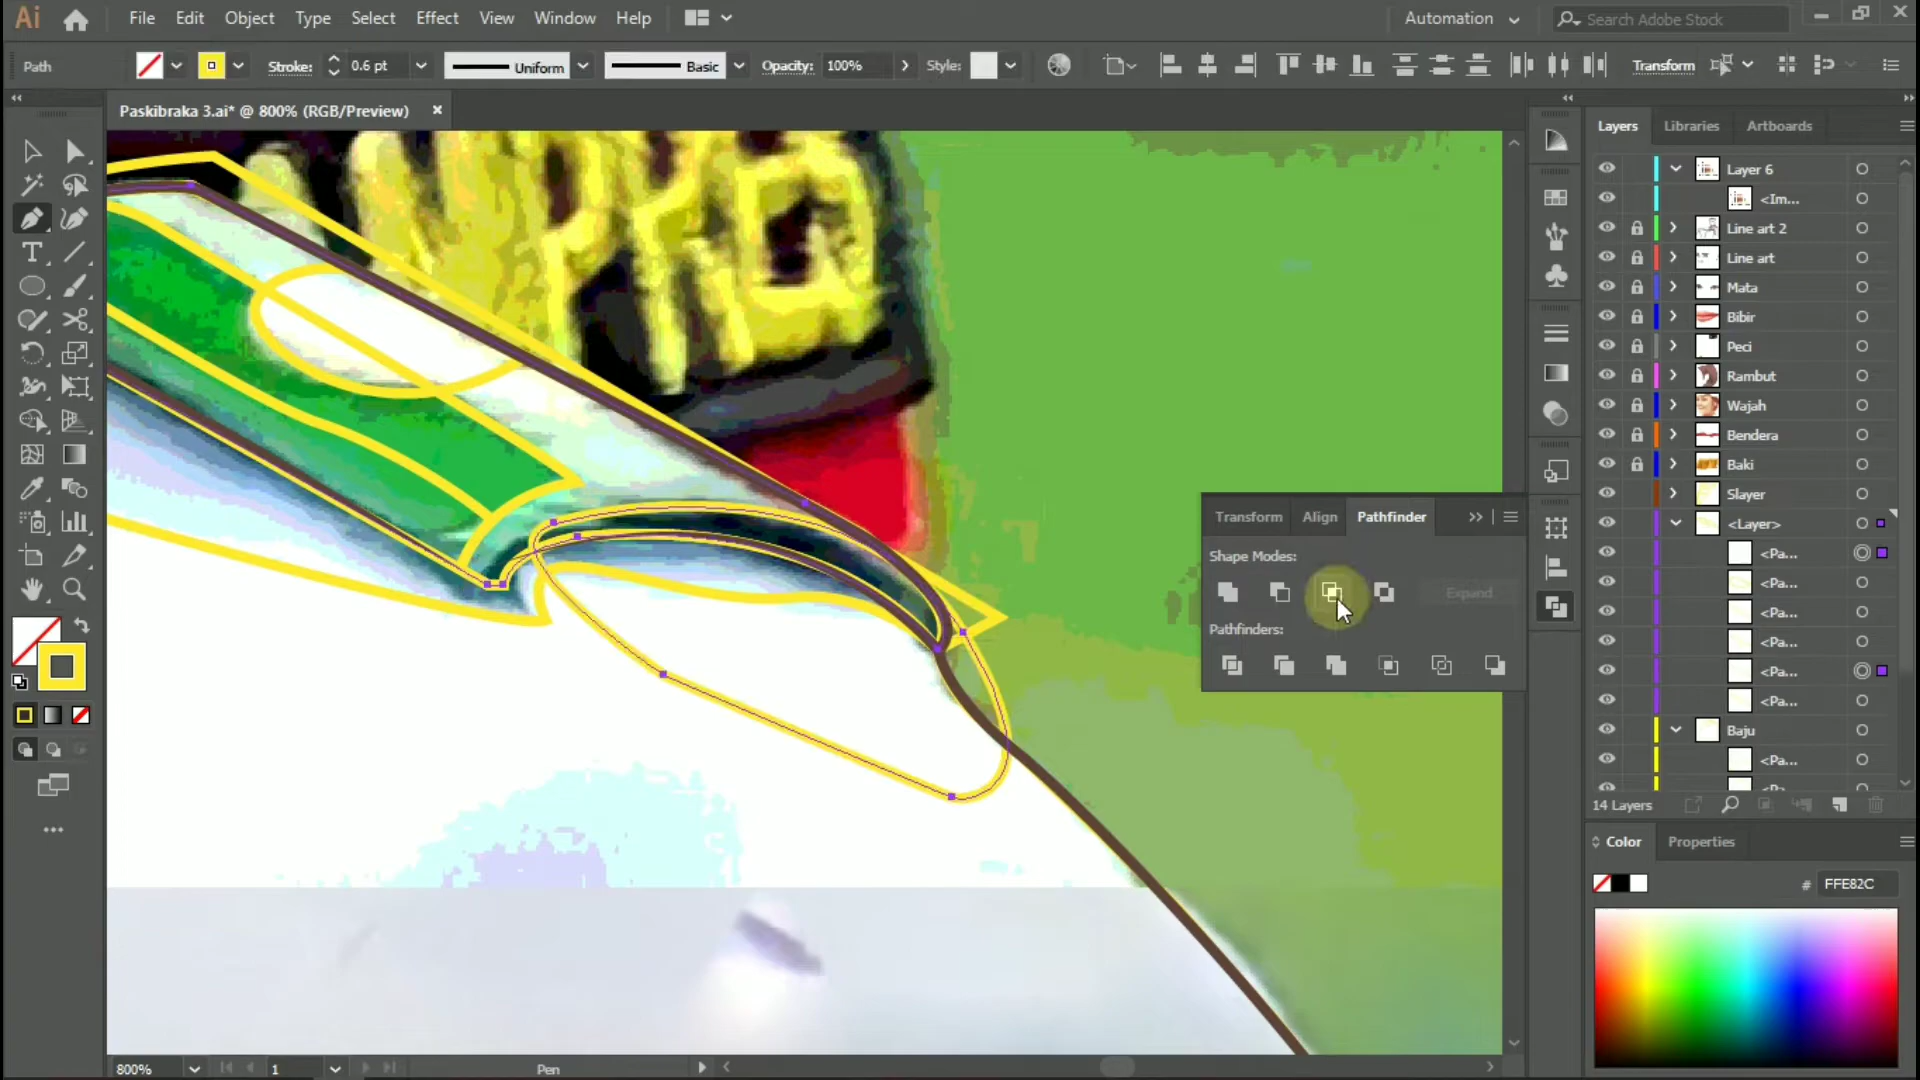 Ai File Edit Object Type Select Effect View Window Help Automation Search Adobe Stock
Path Stroke: 0.6 pt Uniform Basic Opacity: 100% Style: Transform
Paskibraka 3.ai* @ 800% (RGB/Preview)
Layers Libraries Artboards
Layer 6
<Im...
Line art 2
Line art
Mata
Bibir
Peci
Rambut
Wajah
Bendera
Baki
Slayer
<Layer>
<Pa...
<Pa...
<Pa...
<Pa...
<Pa...
<Pa...
Baju
<Pa...
14 Layers
Transform Align Pathfinder
Shape Modes:
Expand
Pathfinders:
Color Properties
# FFE82C
800% 1 Pen